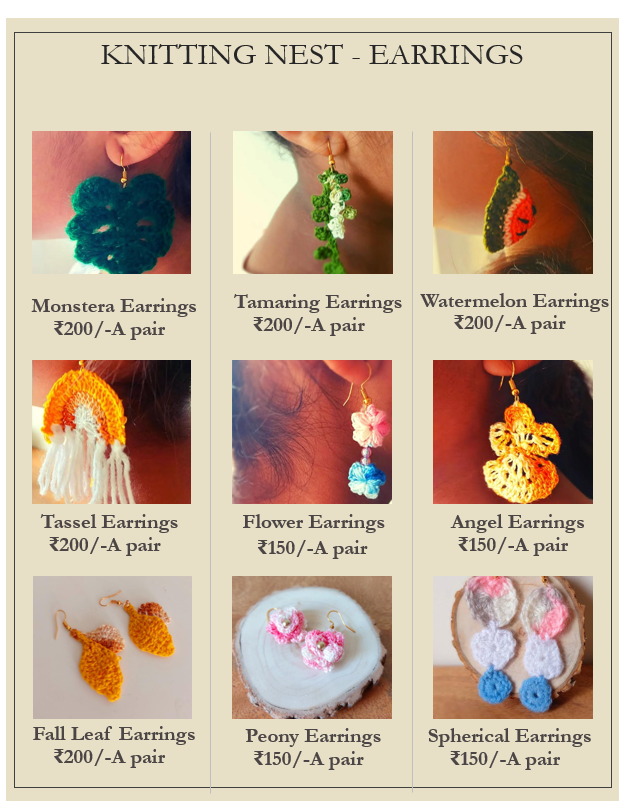 KNITTING NEST - EARRINGS
Monstera Earrings
₹200/-A pair
Tamaring Earrings
₹200/-A pair
Watermelon Earrings
₹200/-A pair
Tassel Earrings
₹200/-A pair
Flower Earrings
₹150/-A pair
Angel Earrings
₹150/-A pair
Fall Leaf Earrings
₹200/-A pair
Peony Earrings
₹150/-A pair
Spherical Earrings
₹150/-A pair